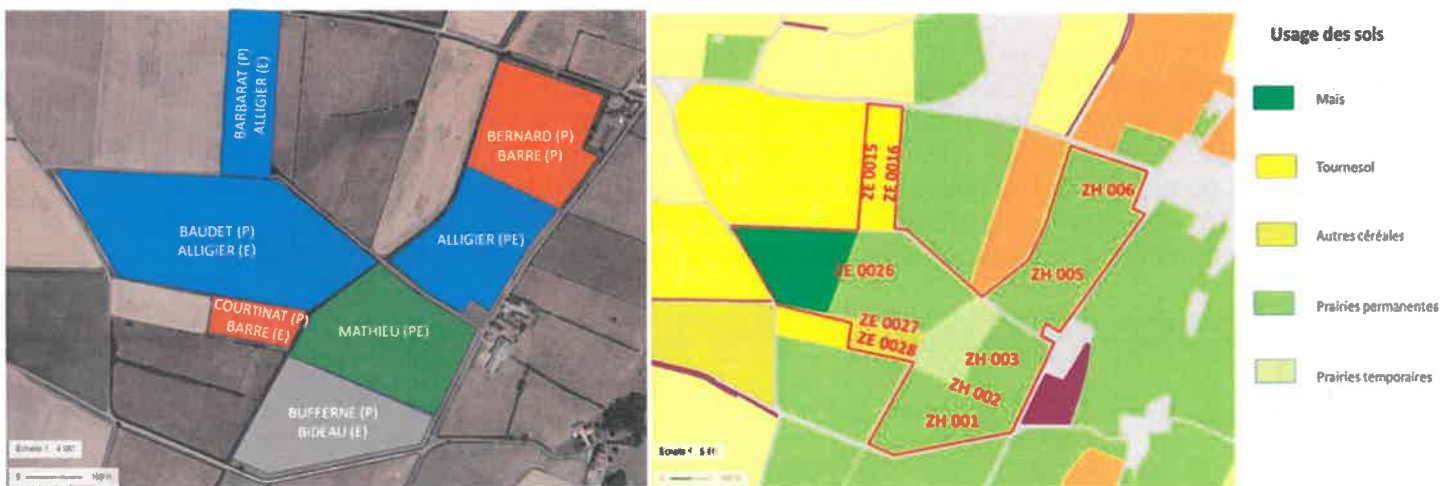 BARBARAT (P)
ALLIGIER (E)
BERNARD (P)
BARRE (P)
BAUDET (P)
ALLIGIER (E)
ALLIGIER (PE)
COURTINAT (P)
BARRE (E)
MATHIEU (PE)
BUFFERNE (P)
BIDEAU (E)
ZE 0015
ZE 0016
ZH 006
ZE 0026
ZH 005
ZE 0027
ZE 0028
ZH 003
ZH 002
ZH 001
Usage des sols
Maïs
Tournesol
Autres céréales
Prairies permanentes
Prairies temporaires